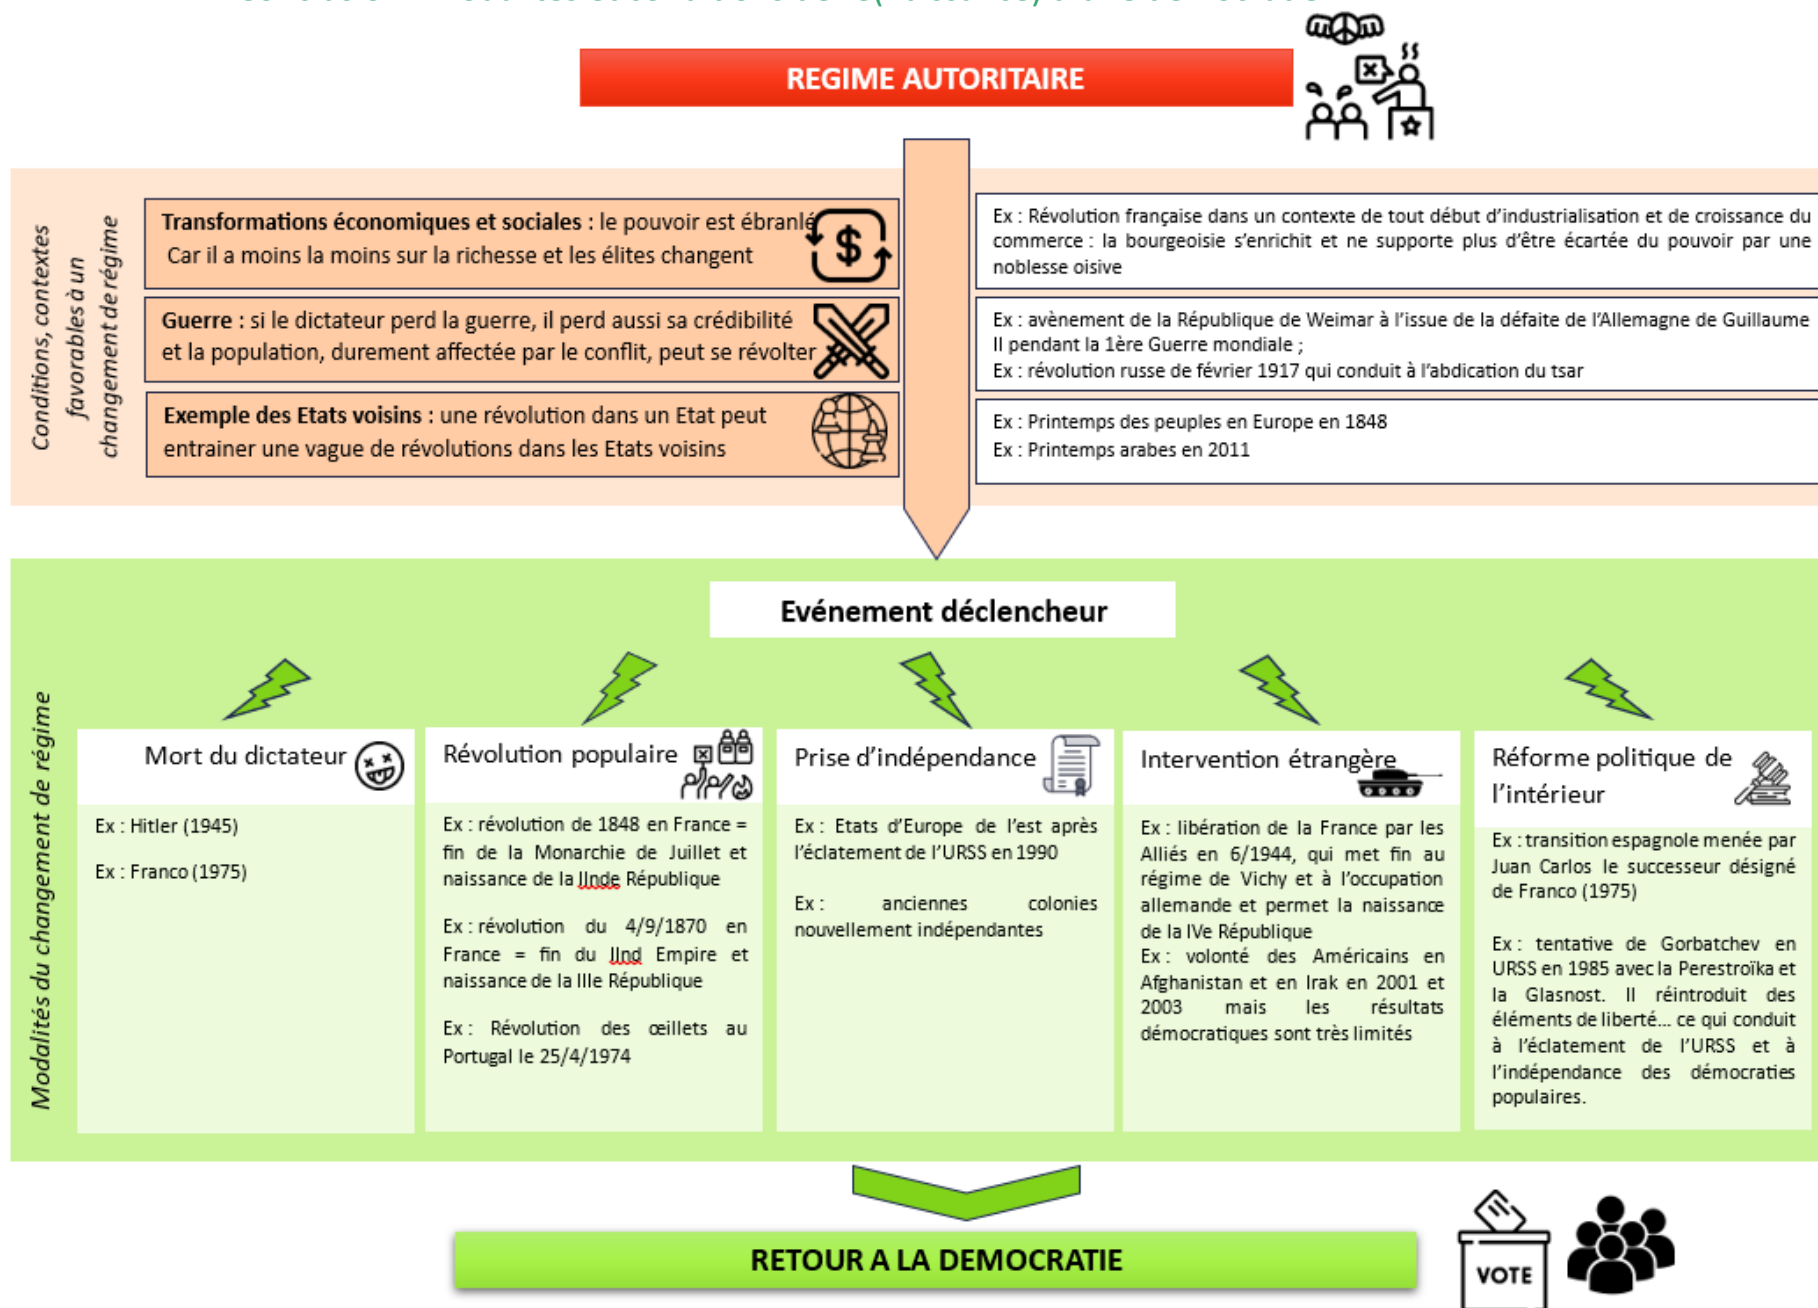 REGIME AUTORITAIRE
Conditions, contextes
favorables à un
changement de régime
Transformations économiques et sociales : le pouvoir est ébranlé
Car il a moins la moins sur la richesse et les élites changent
Ex : Révolution française dans un contexte de tout début d'industrialisation et de croissance du
commerce : la bourgeoisie s'enrichit et ne supporte plus d'être écartée du pouvoir par une
noblesse oisive
Guerre : si le dictateur perd la guerre, il perd aussi sa crédibilité
et la population, durement affectée par le conflit, peut se révolter
Ex : avènement de la République de Weimar à l'issue de la défaite de l'Allemagne de Guillaume
II pendant la 1ère Guerre mondiale ;
Ex : révolution russe de février 1917 qui conduit à l'abdication du tsar
Exemple des Etats voisins : une révolution dans un Etat peut
entrainer une vague de révolutions dans les Etats voisins
Ex : Printemps des peuples en Europe en 1848
Ex : Printemps arabes en 2011
Modalités du changement de régime
Evénement déclencheur
Mort du dictateur
Ex : Hitler (1945)
Ex : Franco (1975)
Révolution populaire
Ex : révolution de 1848 en France =
fin de la Monarchie de Juillet et
naissance de la IInde République
Ex : révolution du 4/9/1870 en
France = fin du IInd Empire et
naissance de la IIIe République
Ex : Révolution des œillets au
Portugal le 25/4/1974
Prise d'indépendance
Ex : Etats d'Europe de l'est après
l'éclatement de l'URSS en 1990
Ex : anciennes colonies
nouvellement indépendantes
Intervention étrangère
Ex : libération de la France par les
Alliés en 6/1944, qui met fin au
régime de Vichy et à l'occupation
allemande et permet la naissance
de la IVe République
Ex : volonté des Américains en
Afghanistan et en Irak en 2001 et
2003 mais les résultats
démocratiques sont très limités
Réforme politique de
l'intérieur
Ex : transition espagnole menée par
Juan Carlos le successeur désigné
de Franco (1975)
Ex : tentative de Gorbatchev en
URSS en 1985 avec la Perestroïka et
la Glasnost. Il réintroduit des
éléments de liberté... ce qui conduit
à l'éclatement de l'URSS et à
l'indépendance des démocraties
populaires.
RETOUR A LA DEMOCRATIE
VOTE